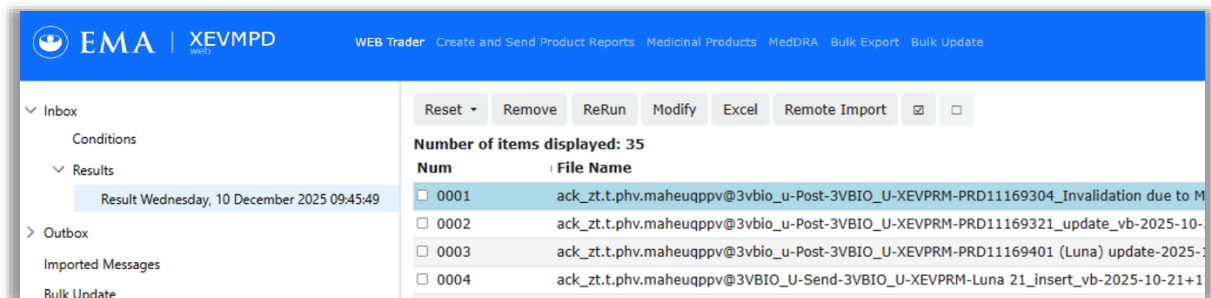 EMA | XEVMPD
web
WEB Trader Create and Send Product Reports Medicinal Products MedDRA Bulk Export Bulk Update
Inbox
Conditions
Results
Result Wednesday, 10 December 2025 09:45:49
Outbox
Imported Messages
Bulk Update
Reset Remove ReRun Modify Excel Remote Import
Number of items displayed: 35
Num File Name
0001 ack_zt.t.phv.maheuqppv@3vbio_u-Post-3VBIO_U-XEVPRM-PRD11169304_Invalidation due to M
0002 ack_zt.t.phv.maheuqppv@3vbio_u-Post-3VBIO_U-XEVPRM-PRD11169321_update_vb-2025-10-
0003 ack_zt.t.phv.maheuqppv@3vbio_u-Post-3VBIO_U-XEVPRM-PRD11169401 (Luna) update-2025-1
0004 ack_zt.t.phv.maheuqppv@3VBIO_U-Send-3VBIO_U-XEVPRM-Luna 21_insert_vb-2025-10-21+1